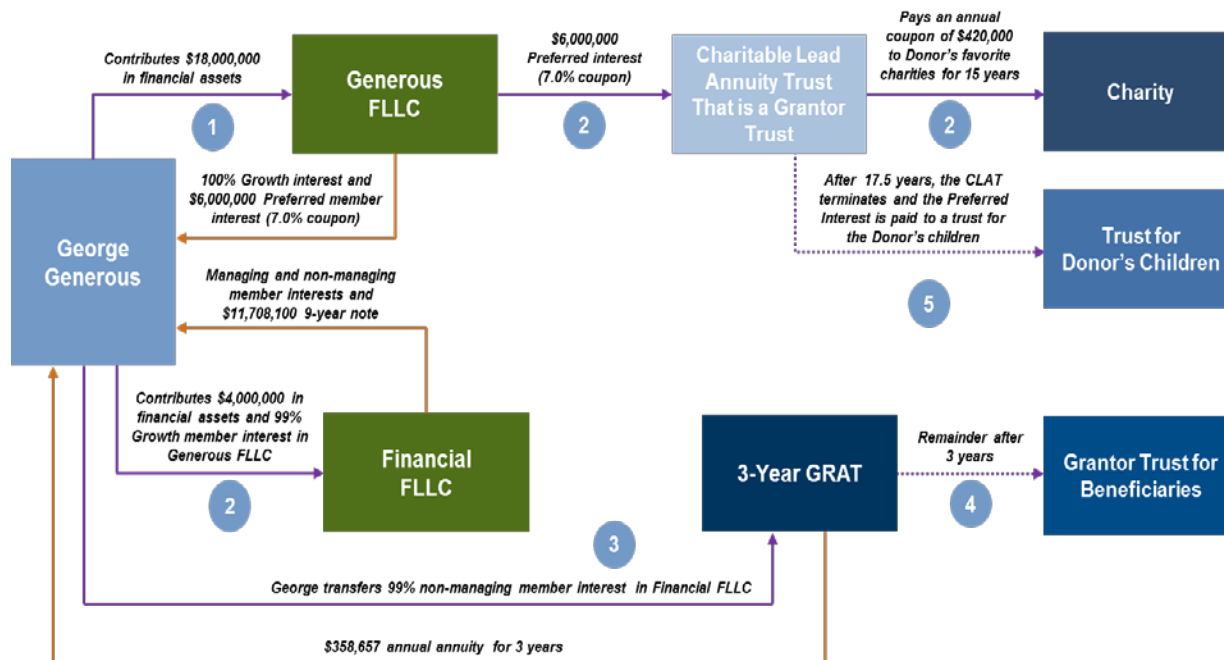 Contributes $18,000,000
in financial assets
1
Generous
FLLC
$6,000,000
Preferred interest
(7.0% coupon)
2
Charitable Lead
Annuity Trust
That is a Grantor
Trust
Pays an annual
coupon of $420,000
to Donor's favorite
charities for 15 years
2
Charity
100% Growth interest and
$6,000,000 Preferred member
interest (7.0% coupon)
After 17.5 years, the CLAT
terminates and the Preferred
Interest is paid to a trust for
the Donor's children
5
Trust for
Donor's Children
George
Generous
Managing and non-managing
member interests and
$11,708,100 9-year note
Contributes $4,000,000 in
financial assets and 99%
Growth member interest in
Generous FLLC
2
Financial
FLLC
3-Year GRAT
Remainder after
3 years
4
Grantor Trust for
Beneficiaries
3
George transfers 99% non-managing member interest in Financial FLLC
$358,657 annual annuity for 3 years